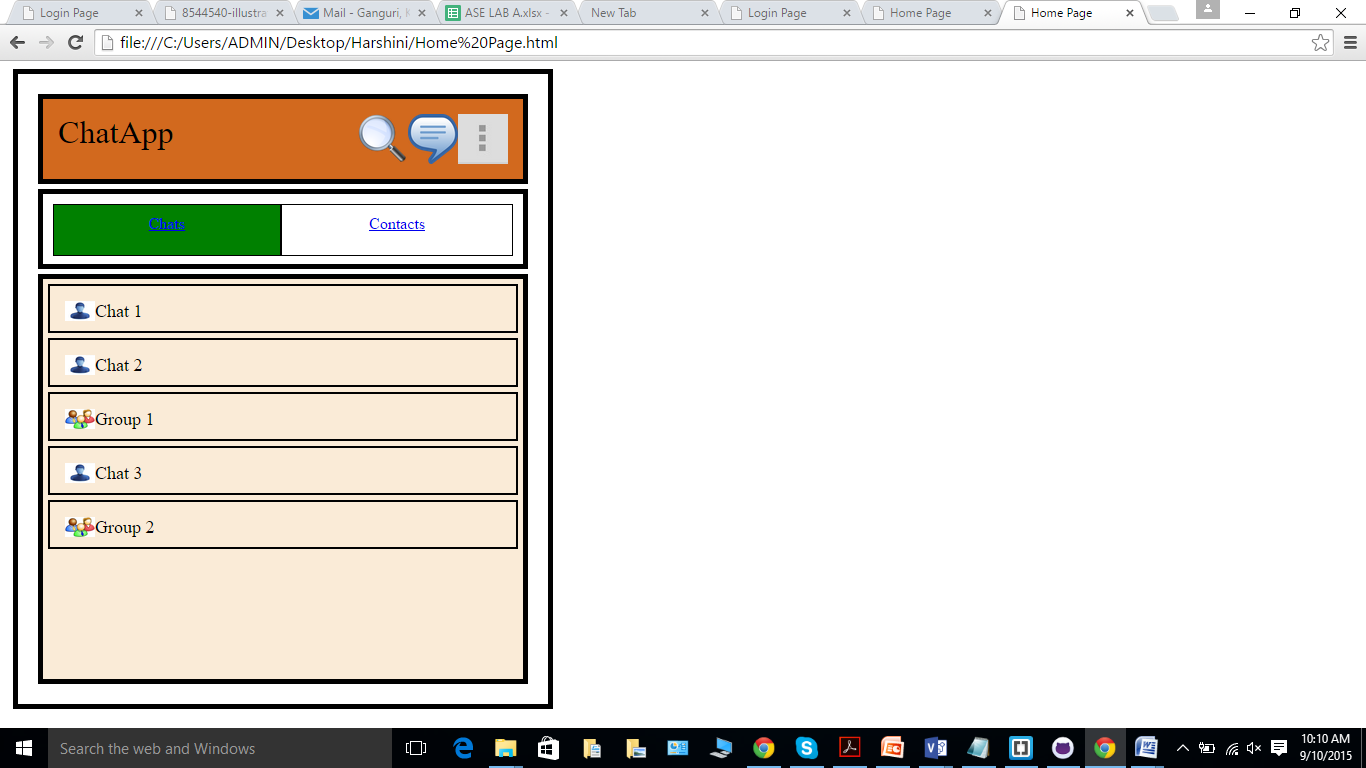 Login Page
8544540-illustra
Mail - Ganguri,
ASE LAB A.xlsx -
New Tab
Login Page
Home Page
Home Page
file:///C:/Users/ADMIN/Desktop/Harshini/Home%20Page.html
ChatApp
Chats
Contacts
Chat 1
Chat 2
Group 1
Chat 3
Group 2
Search the web and Windows
10:10 AM
9/10/2015